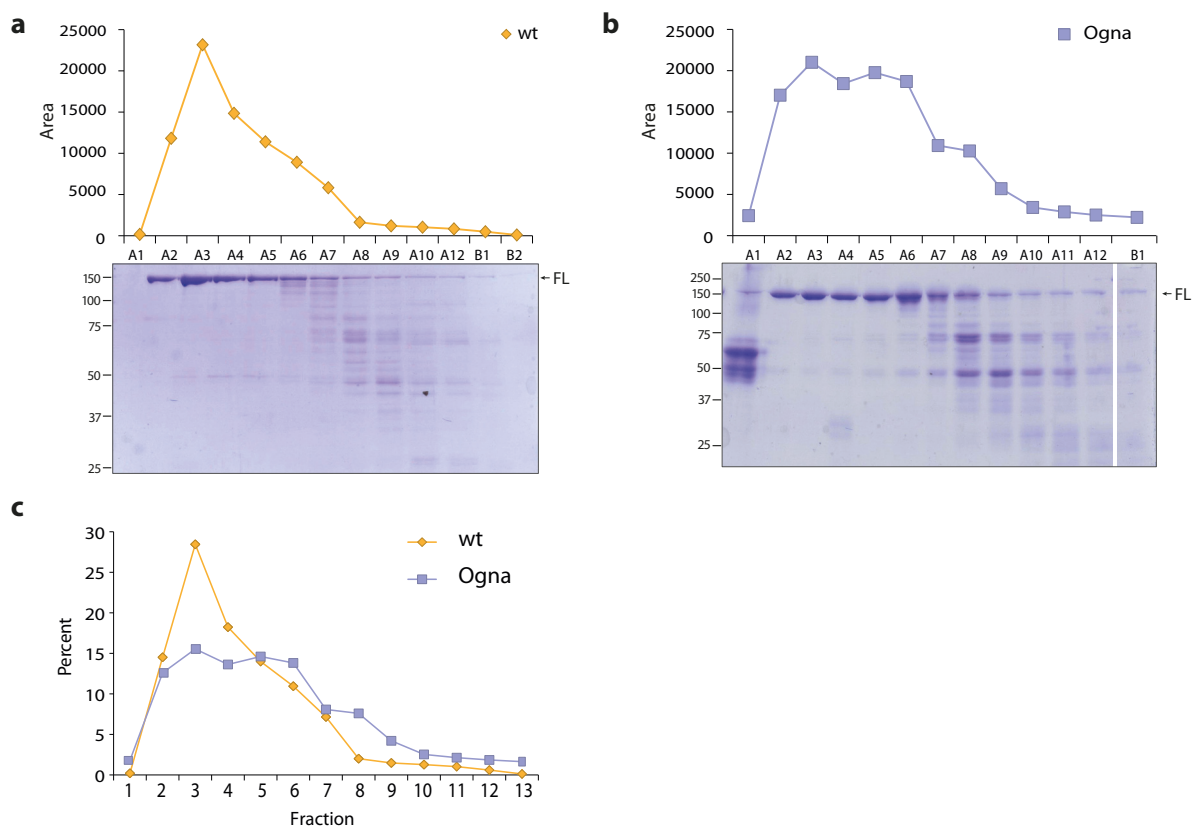 a
wt
25000
20000
15000
10000
5000
0
Area
A1 A2 A3 A4 A5 A6 A7 A8 A9 A10 A12 B1 B2
150
100
75
50
37
25
←FL
b
Ogna
25000
20000
15000
10000
5000
0
Area
A1 A2 A3 A4 A5 A6 A7 A8 A9 A10 A11 A12 B1
250
150
100
75
50
37
25
←FL
c
wt
Ogna
30
25
20
15
10
5
0
Percent
1 2 3 4 5 6 7 8 9 10 11 12 13
Fraction